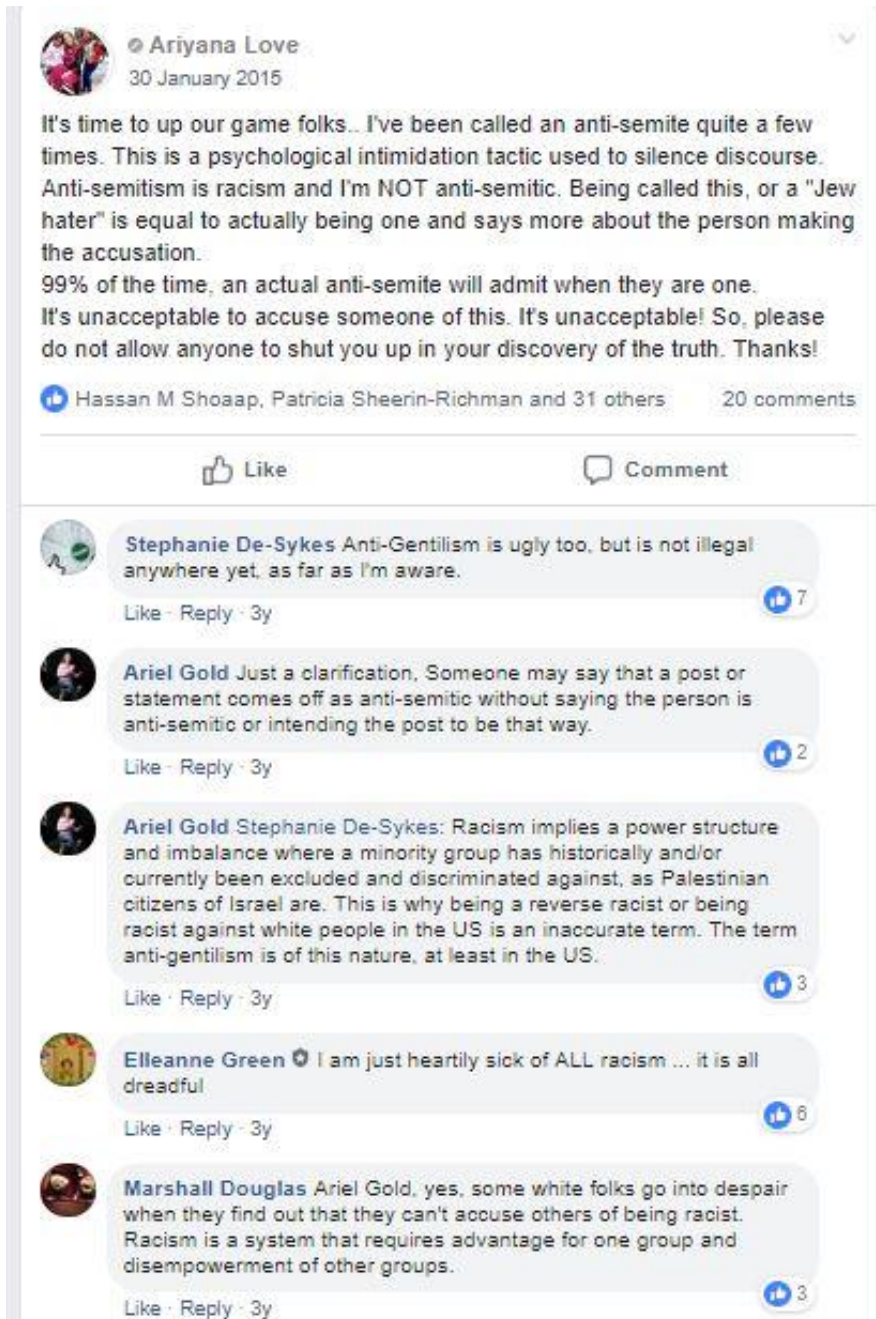 Ariyana Love
30 January 2015
It's time to up our game folks.. I've been called an anti-semite quite a few
times. This is a psychological intimidation tactic used to silence discourse.
Anti-semitism is racism and I'm NOT anti-semitic. Being called this, or a "Jew
hater" is equal to actually being one and says more about the person making
the accusation.
99% of the time, an actual anti-semite will admit when they are one.
It's unacceptable to accuse someone of this. It's unacceptable! So, please
do not allow anyone to shut you up in your discovery of the truth. Thanks!
Hassan M Shoaap, Patricia Sheerin-Richman and 31 others 20 comments
Like Comment
Stephanie De-Sykes Anti-Gentilism is ugly too, but is not illegal
anywhere yet, as far as I'm aware.
7
Like · Reply · 3y
Ariel Gold Just a clarification, Someone may say that a post or
statement comes off as anti-semitic without saying the person is
anti-semitic or intending the post to be that way.
2
Like · Reply · 3y
Ariel Gold Stephanie De-Sykes: Racism implies a power structure
and imbalance where a minority group has historically and/or
currently been excluded and discriminated against, as Palestinian
citizens of Israel are. This is why being a reverse racist or being
racist against white people in the US is an inaccurate term. The term
anti-gentilism is of this nature, at least in the US.
3
Like · Reply · 3y
Elleanne Green I am just heartily sick of ALL racism ... it is all
dreadful
6
Like · Reply · 3y
Marshall Douglas Ariel Gold, yes, some white folks go into despair
when they find out that they can't accuse others of being racist.
Racism is a system that requires advantage for one group and
disempowerment of other groups.
3
Like · Reply · 3y